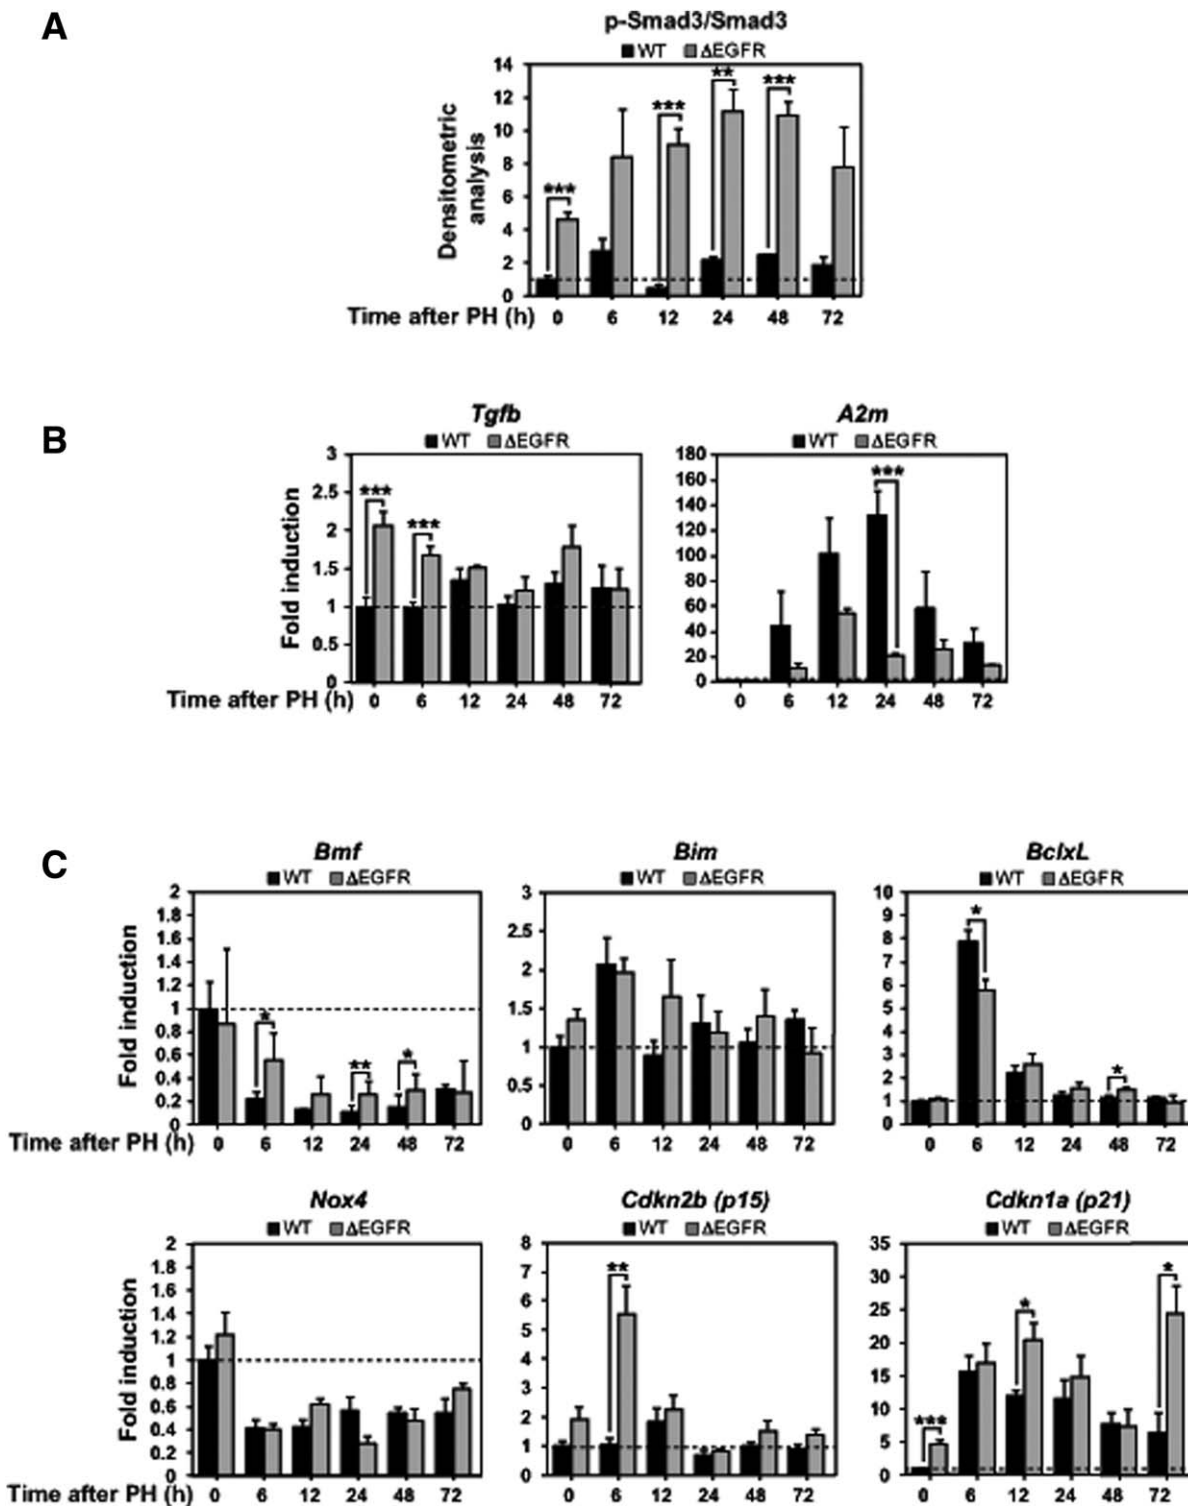 A
p-Smad3/Smad3
WT ΔEGFR
14
12
10
8
6
4
2
0
Densitometric
analysis
***
***
**
***
Time after PH (h) 0 6 12 24 48 72
B
Tgfb
WT ΔEGFR
3
2.5
2
1.5
1
0.5
0
Fold induction
***
***
Time after PH (h) 0 6 12 24 48 72
A2m
WT ΔEGFR
180
160
140
120
100
80
60
40
20
0
***
0 6 12 24 48 72
C
Bmf
WT ΔEGFR
2
1.8
1.6
1.4
1.2
1
0.8
0.6
0.4
0.2
0
Fold induction
*
**
*
Time after PH (h) 0 6 12 24 48 72
Bim
WT ΔEGFR
3
2.5
2
1.5
1
0.5
0
0 6 12 24 48 72
BclxL
WT ΔEGFR
10
9
8
7
6
5
4
3
2
1
0
*
*
0 6 12 24 48 72
Nox4
WT ΔEGFR
2
1.8
1.6
1.4
1.2
1
0.8
0.6
0.4
0.2
0
Fold induction
Time after PH (h) 0 6 12 24 48 72
Cdkn2b (p15)
WT ΔEGFR
8
7
6
5
4
3
2
1
0
**
0 6 12 24 48 72
Cdkn1a (p21)
WT ΔEGFR
35
30
25
20
15
10
5
0
***
*
*
0 6 12 24 48 72